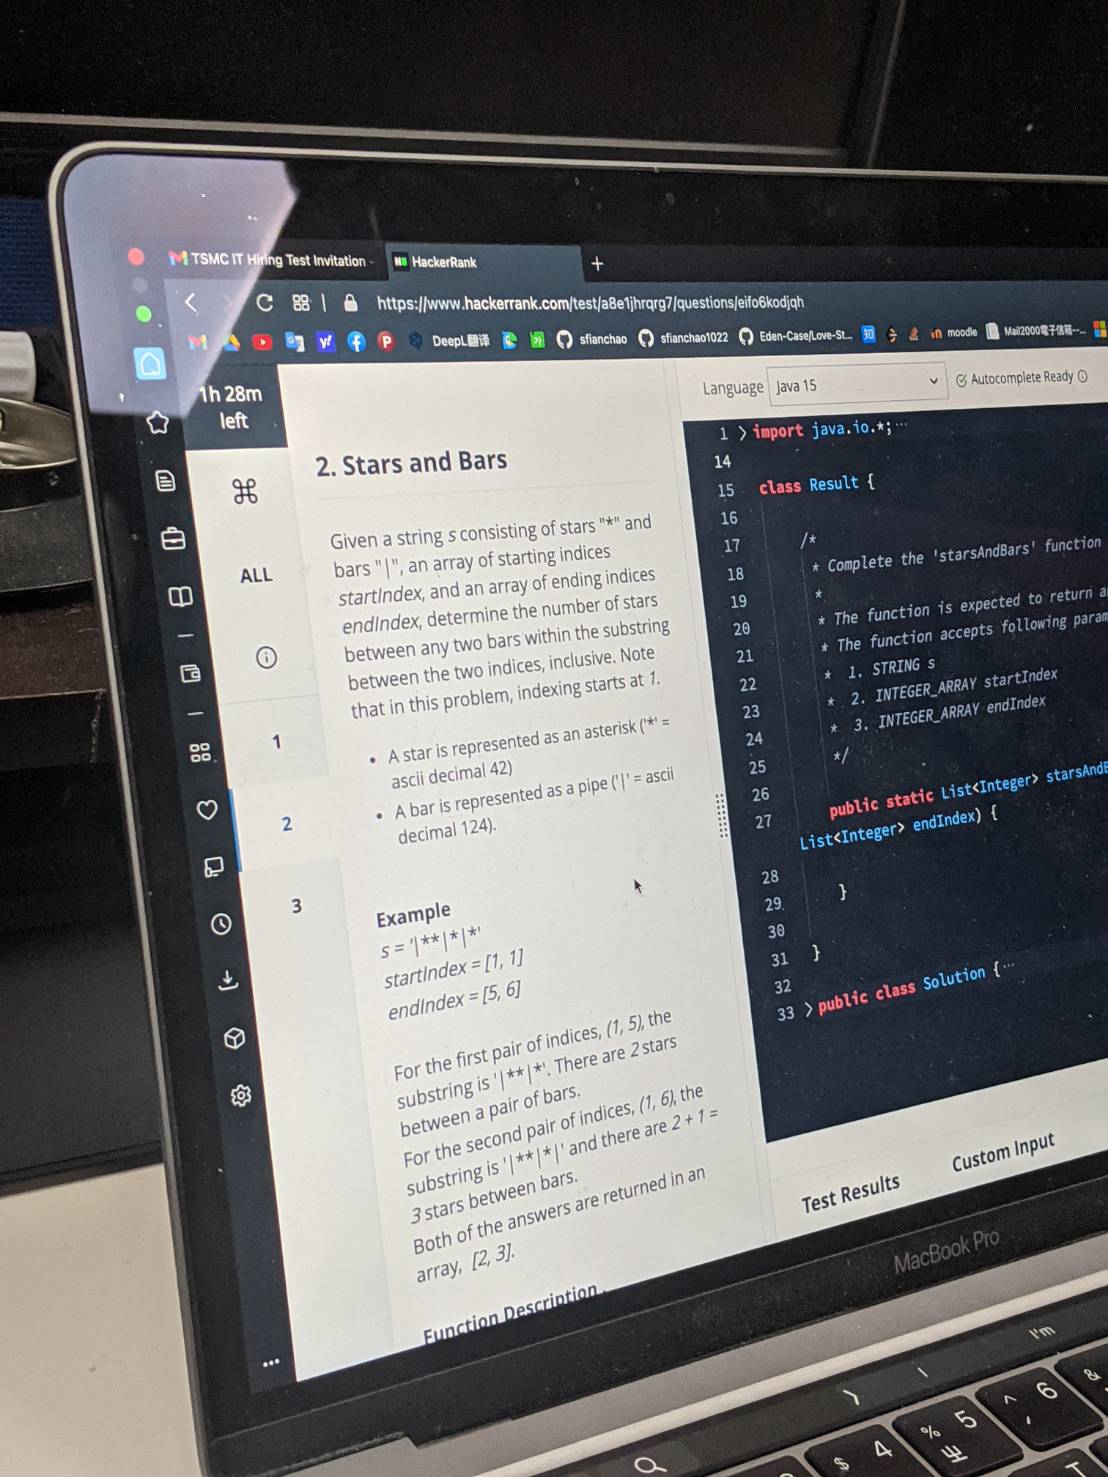 TSMC IT Hiring Test Invitation -
HackerRank
https://www.hackerrank.com/test/a8e1jhrqrg7/questions/eifo6kodjqh
y!
DeepL翻译
sfianchao
sfianchao1022
Eden-Case/Love-St...
知
in
moodle
Mail2000電子信箱--...
1h 28m
left
ALL
1
2
3
2. Stars and Bars
Given a string s consisting of stars "*" and
bars "|", an array of starting indices
startIndex, and an array of ending indices
endIndex, determine the number of stars
between any two bars within the substring
between the two indices, inclusive. Note
that in this problem, indexing starts at 1.
• A star is represented as an asterisk ('*' =
ascii decimal 42)
• A bar is represented as a pipe ('|' = ascii
decimal 124).
Example
s = '|**|*|*'
startIndex = [1, 1]
endIndex = [5, 6]
For the first pair of indices, (1, 5), the
substring is '|**|*'. There are 2 stars
between a pair of bars.
For the second pair of indices, (1, 6), the
substring is '|**|*|' and there are 2 + 1 =
3 stars between bars.
Both of the answers are returned in an
array, [2, 3].
Function Description
Language
Java 15
Autocomplete Ready
1 > import java.io.*;...
14
15 class Result {
16
17 /*
18 * Complete the 'starsAndBars' function
19 *
20 * The function is expected to return a
21 * The function accepts following param
22 * 1. STRING s
23 * 2. INTEGER_ARRAY startIndex
24 * 3. INTEGER_ARRAY endIndex
25 */
26
27 public static List<Integer> starsAndB
List<Integer> endIndex) {
28
29 }
30
31 }
32
33 > public class Solution {...
Test Results
Custom Input
MacBook Pro
I
I'm
$ 4
% 5
ㄓ
^ 6
&